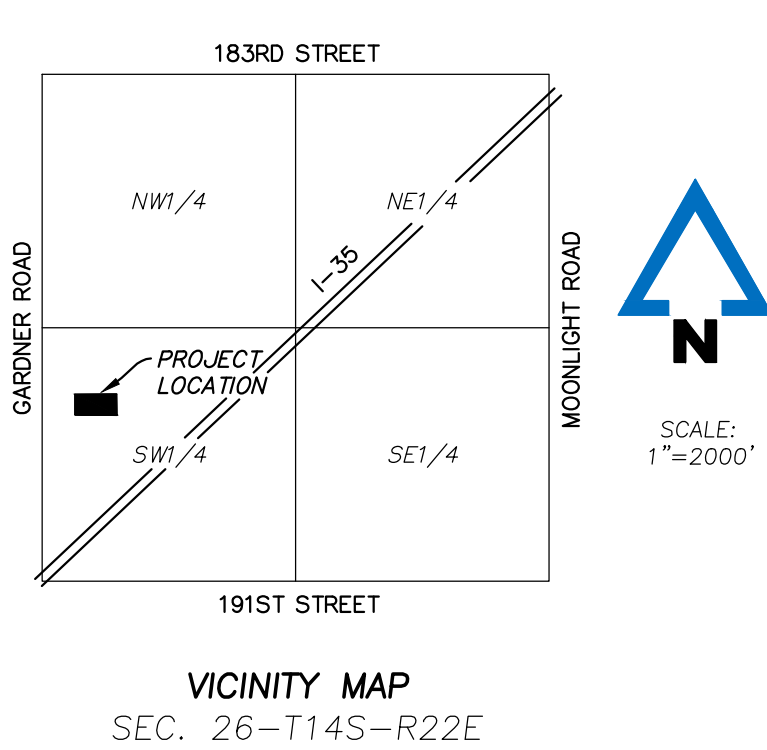 183RD STREET
NW1/4
NE1/4
I-35
GARDNER ROAD
MOONLIGHT ROAD
PROJECT
LOCATION
SW1/4
SE1/4
191ST STREET
N
SCALE:
1"=2000'
VICINITY MAP
SEC. 26-T14S-R22E